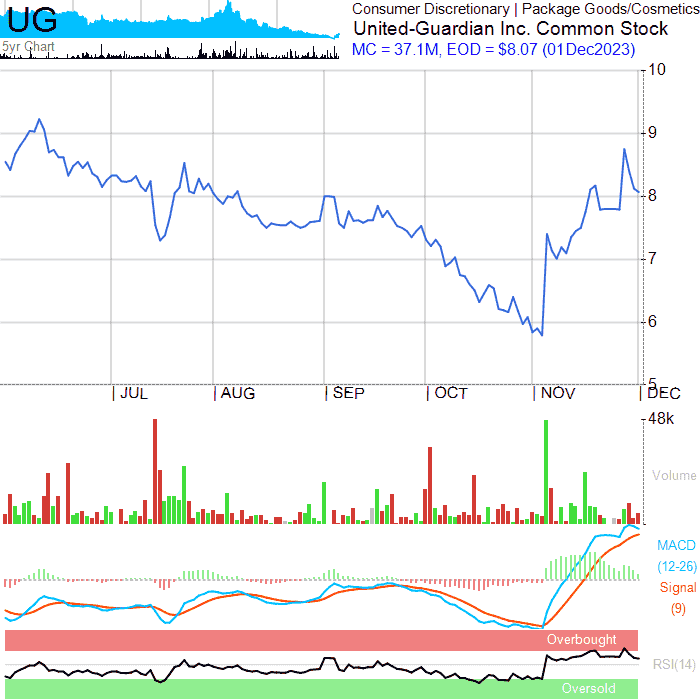 UG
5yr Chart
Consumer Discretionary | Package Goods/Cosmetics
United-Guardian Inc. Common Stock
MC = 37.1M, EOD = $8.07 (01Dec2023)
10
9
8
7
6
5
JUL AUG SEP OCT NOV DEC
48k
Volume
MACD
(12-26)
Signal
(9)
Overbought
RSI(14)
Oversold